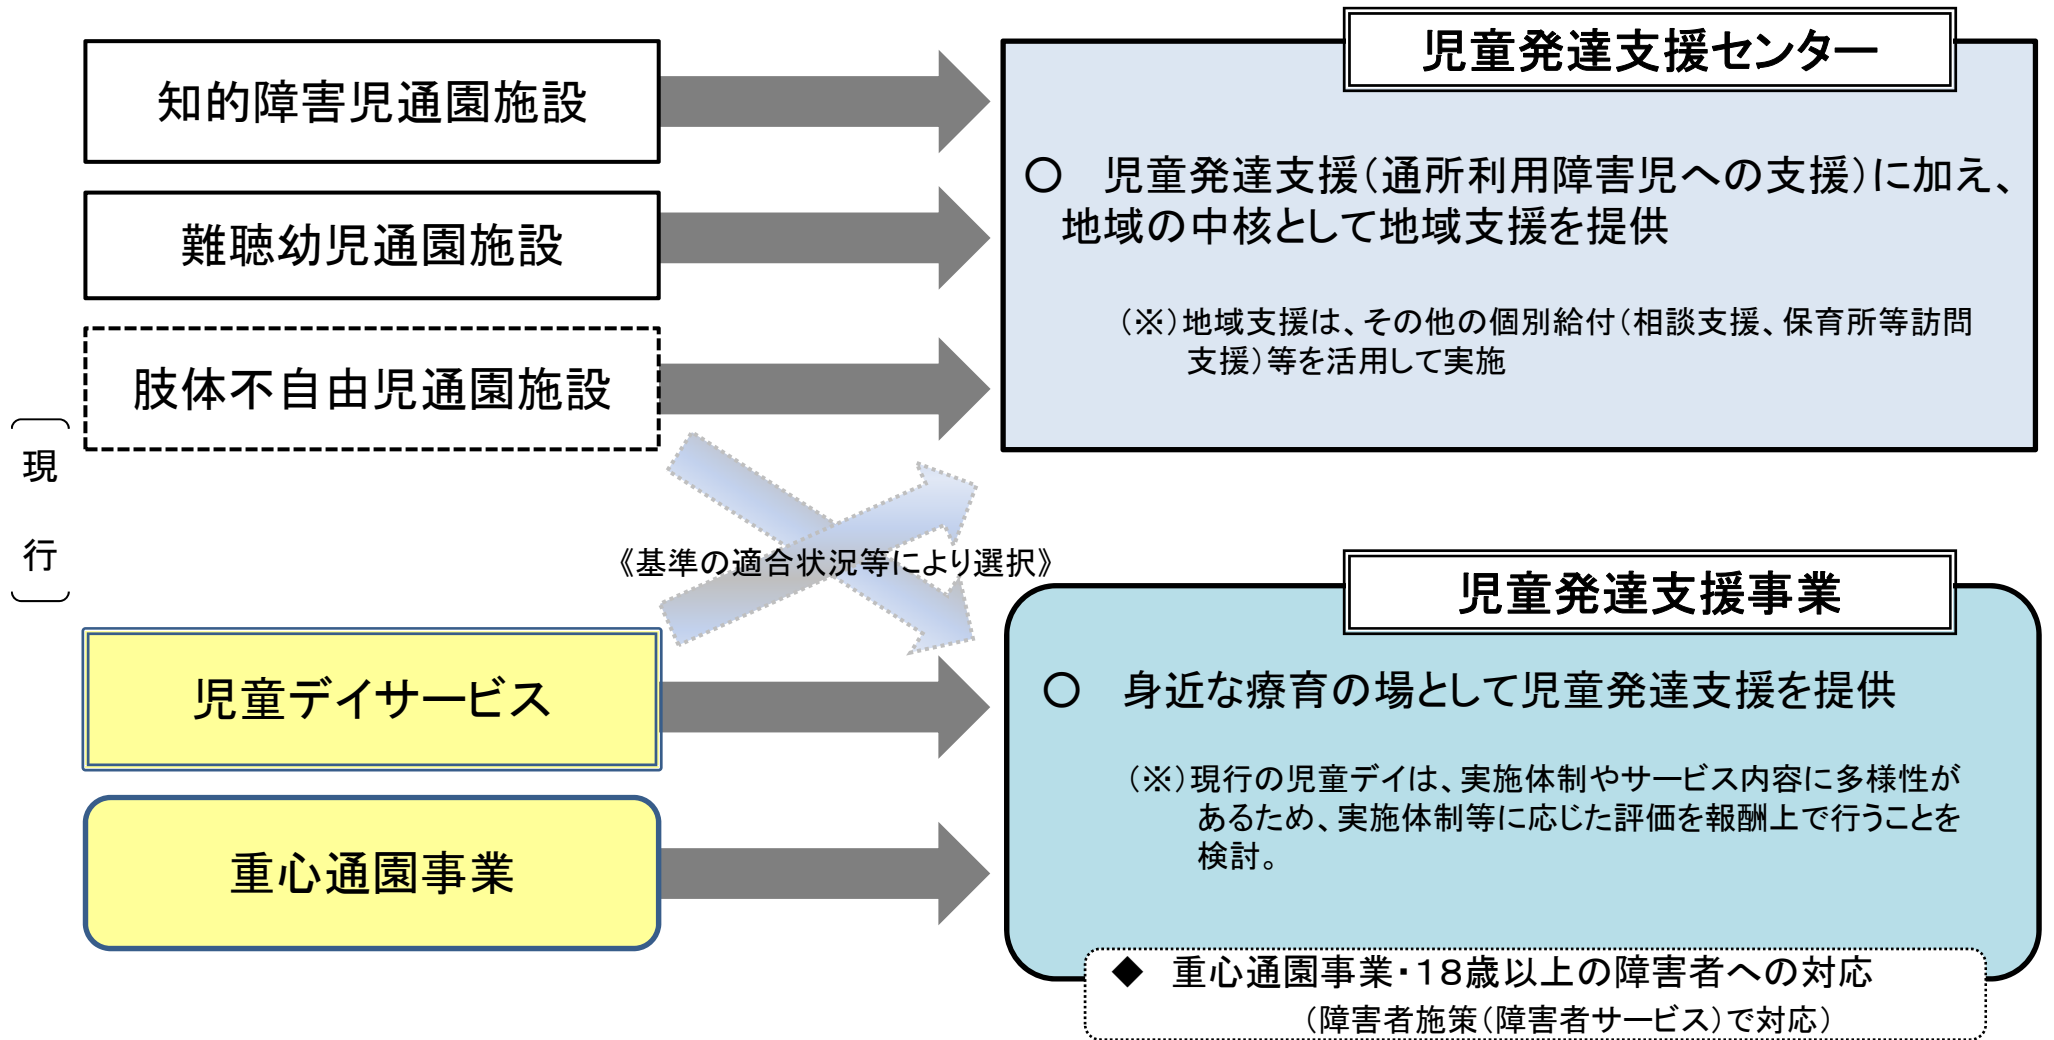 現
行
知的障害児通園施設
難聴幼児通園施設
肢体不自由児通園施設
児童デイサービス
重心通園事業
《基準の適合状況等により選択》
児童発達支援センター
○　児童発達支援（通所利用障害児への支援）に加え、
地域の中核として地域支援を提供
（※）地域支援は、その他の個別給付（相談支援、保育所等訪問
支援）等を活用して実施
児童発達支援事業
○　身近な療育の場として児童発達支援を提供
（※）現行の児童デイは、実施体制やサービス内容に多様性が
あるため、実施体制等に応じた評価を報酬上で行うことを
検討。
◆　重心通園事業・１８歳以上の障害者への対応
（障害者施策（障害者サービス）で対応）